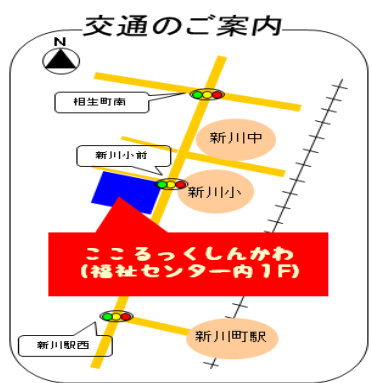 交通のご案内
N
相生町南
新川中
新川小前
新川小
こころっくしんかわ
(福祉センター内1F)
新川駅西
新川町駅